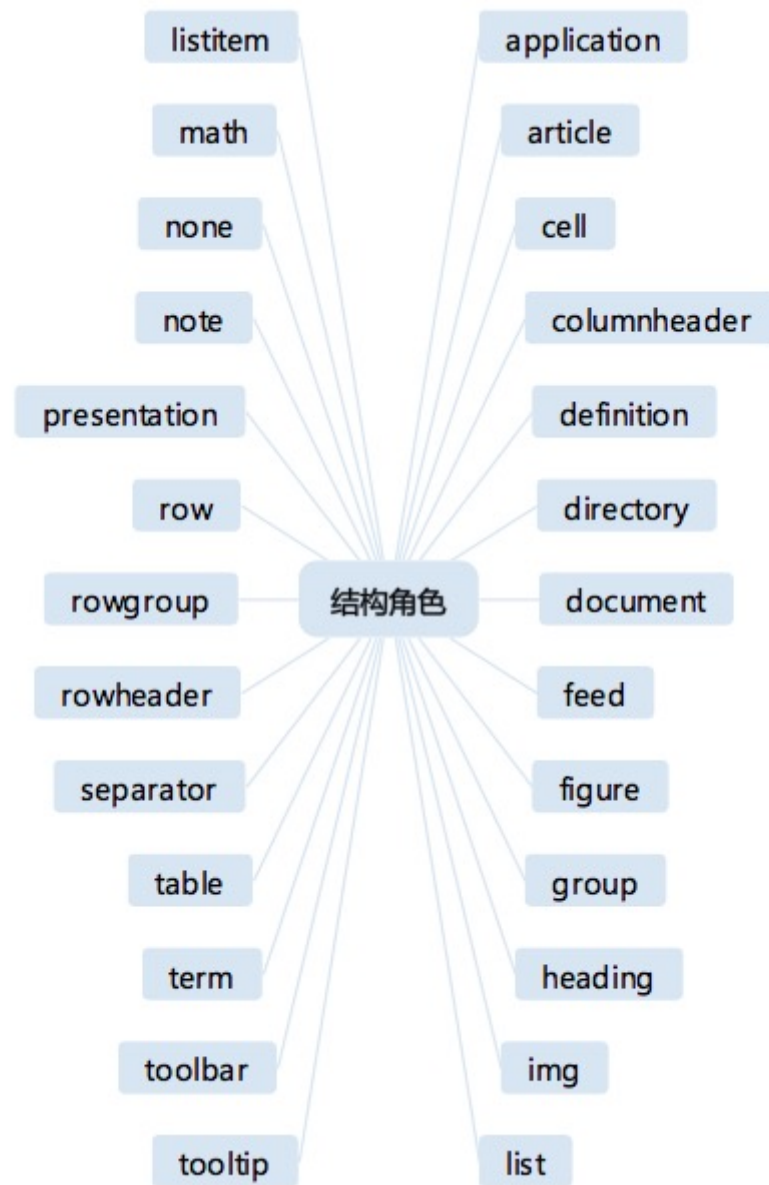 listitem
application
math
article
none
cell
note
columnheader
presentation
definition
row
directory
rowgroup
结构角色
document
rowheader
feed
separator
figure
table
group
term
heading
toolbar
img
tooltip
list